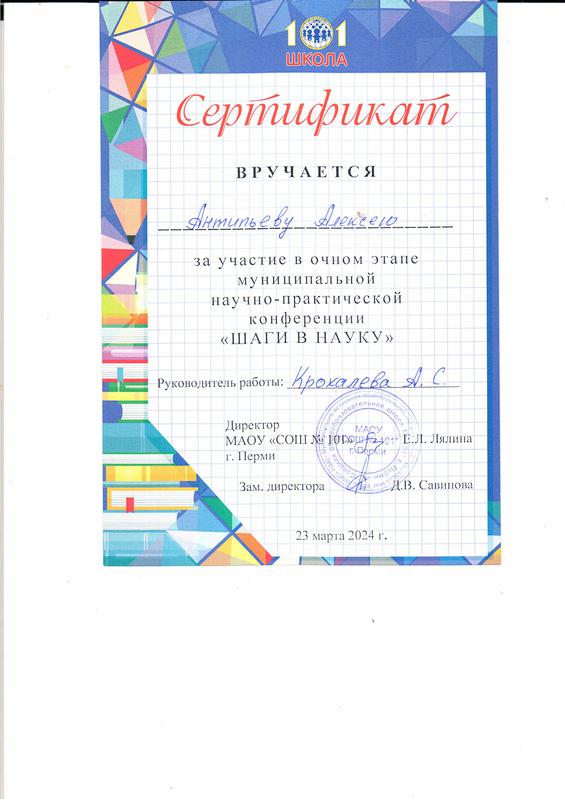 101
ШКОЛА
Сертификат
ВРУЧАЕТСЯ
Антипьеву Алексею
за участие в очном этапе
муниципальной
научно-практической
конференции
«ШАГИ В НАУКУ»
Руководитель работы: Крохалева А. С.
Директор
МАОУ «СОШ № 101» Е.Л. Лядина
г. Перми
Зам. директора Д.В. Савинова
МАОУ
"СОШ № 101"
г. Перми
23 марта 2024 г.